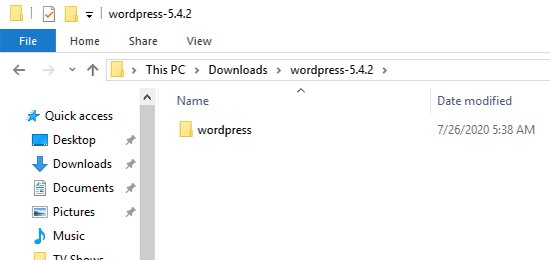 wordpress-5.4.2
File Home Share View
This PC Downloads wordpress-5.4.2
Name Date modified
Quick access
wordpress 7/26/2020 5:38 AM
Desktop
Downloads
Documents
Pictures
Music
TV Shows